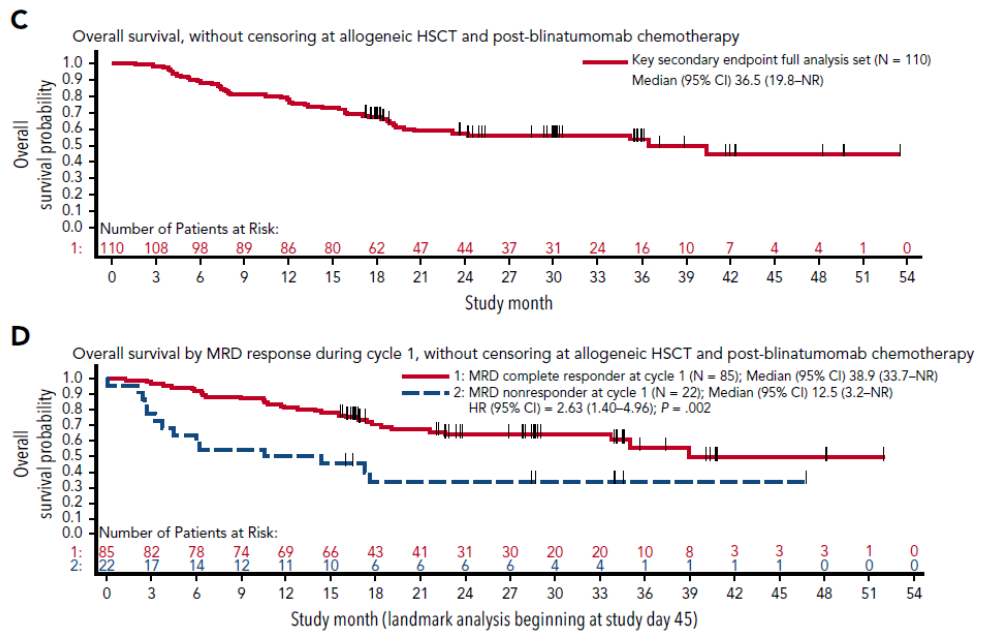 C
Overall survival, without censoring at allogeneic HSCT and post-blinatumomab chemotherapy
Key secondary endpoint full analysis set (N = 110)
Median (95% CI) 36.5 (19.8–NR)
Overall
survival probability
1.0
0.9
0.8
0.7
0.6
0.5
0.4
0.3
0.2
0.1
0.0
Number of Patients at Risk:
1: 110 108 98 89 86 80 62 47 44 37 31 24 16 10 7 4 4 1 0
0 3 6 9 12 15 18 21 24 27 30 33 36 39 42 45 48 51 54
Study month
D
Overall survival by MRD response during cycle 1, without censoring at allogeneic HSCT and post-blinatumomab chemotherapy
1: MRD complete responder at cycle 1 (N = 85); Median (95% CI) 38.9 (33.7–NR)
2: MRD nonresponder at cycle 1 (N = 22); Median (95% CI) 12.5 (3.2–NR)
HR (95% CI) = 2.63 (1.40–4.96); P = .002
Overall
survival probability
1.0
0.9
0.8
0.7
0.6
0.5
0.4
0.3
0.2
0.1
0.0
Number of Patients at Risk:
1: 85 82 78 74 69 66 43 41 31 30 20 20 10 8 3 3 3 1 0
2: 22 17 14 12 11 10 6 6 6 6 4 4 1 1 1 1 0 0 0
0 3 6 9 12 15 18 21 24 27 30 33 36 39 42 45 48 51 54
Study month (landmark analysis beginning at study day 45)